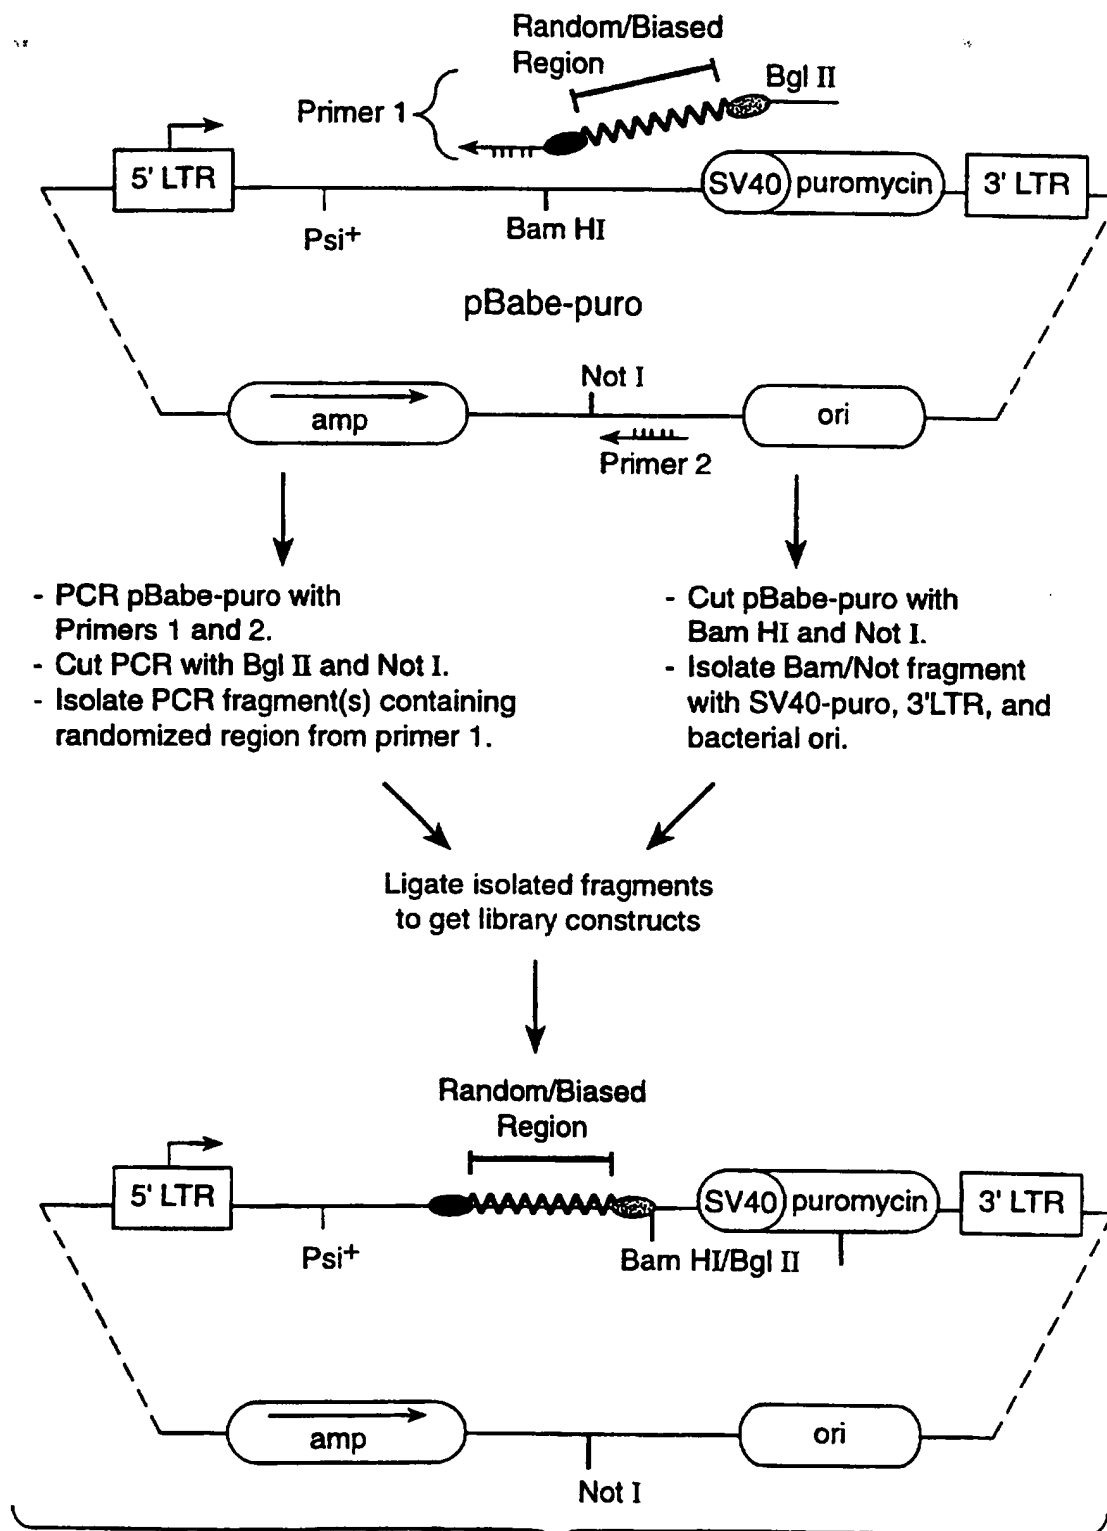 Random/Biased
Region
Bgl II
Primer 1
5' LTR
SV40
puromycin
3' LTR
Psi+
Bam HI
pBabe-puro
Not I
amp
ori
Primer 2
- PCR pBabe-puro with
Primers 1 and 2.
- Cut PCR with Bgl II and Not I.
- Isolate PCR fragment(s) containing
randomized region from primer 1.
- Cut pBabe-puro with
Bam HI and Not I.
- Isolate Bam/Not fragment
with SV40-puro, 3'LTR, and
bacterial ori.
Ligate isolated fragments
to get library constructs
Random/Biased
Region
5' LTR
SV40
puromycin
3' LTR
Psi+
Bam HI/Bgl II
amp
ori
Not I